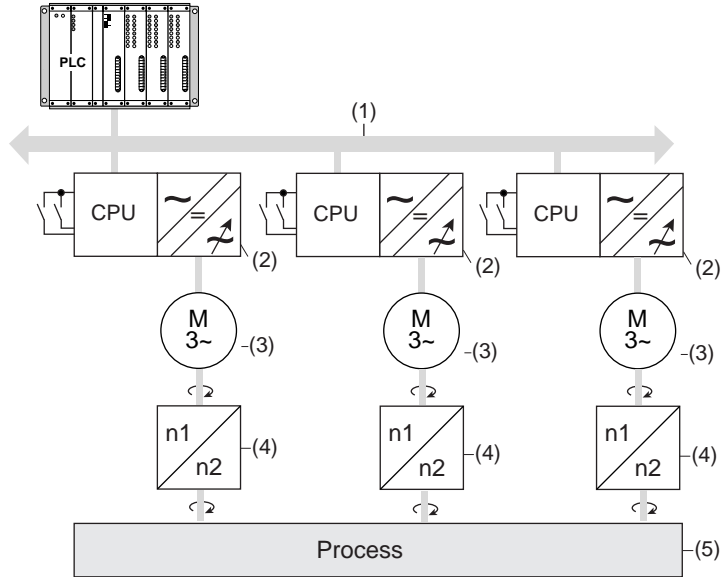 PLC
(1)
CPU
~
=
~
(2)
CPU
~
=
~
(2)
CPU
~
=
~
(2)
M
3~
(3)
M
3~
(3)
M
3~
(3)
n1
n2
(4)
n1
n2
(4)
n1
n2
(4)
Process
(5)